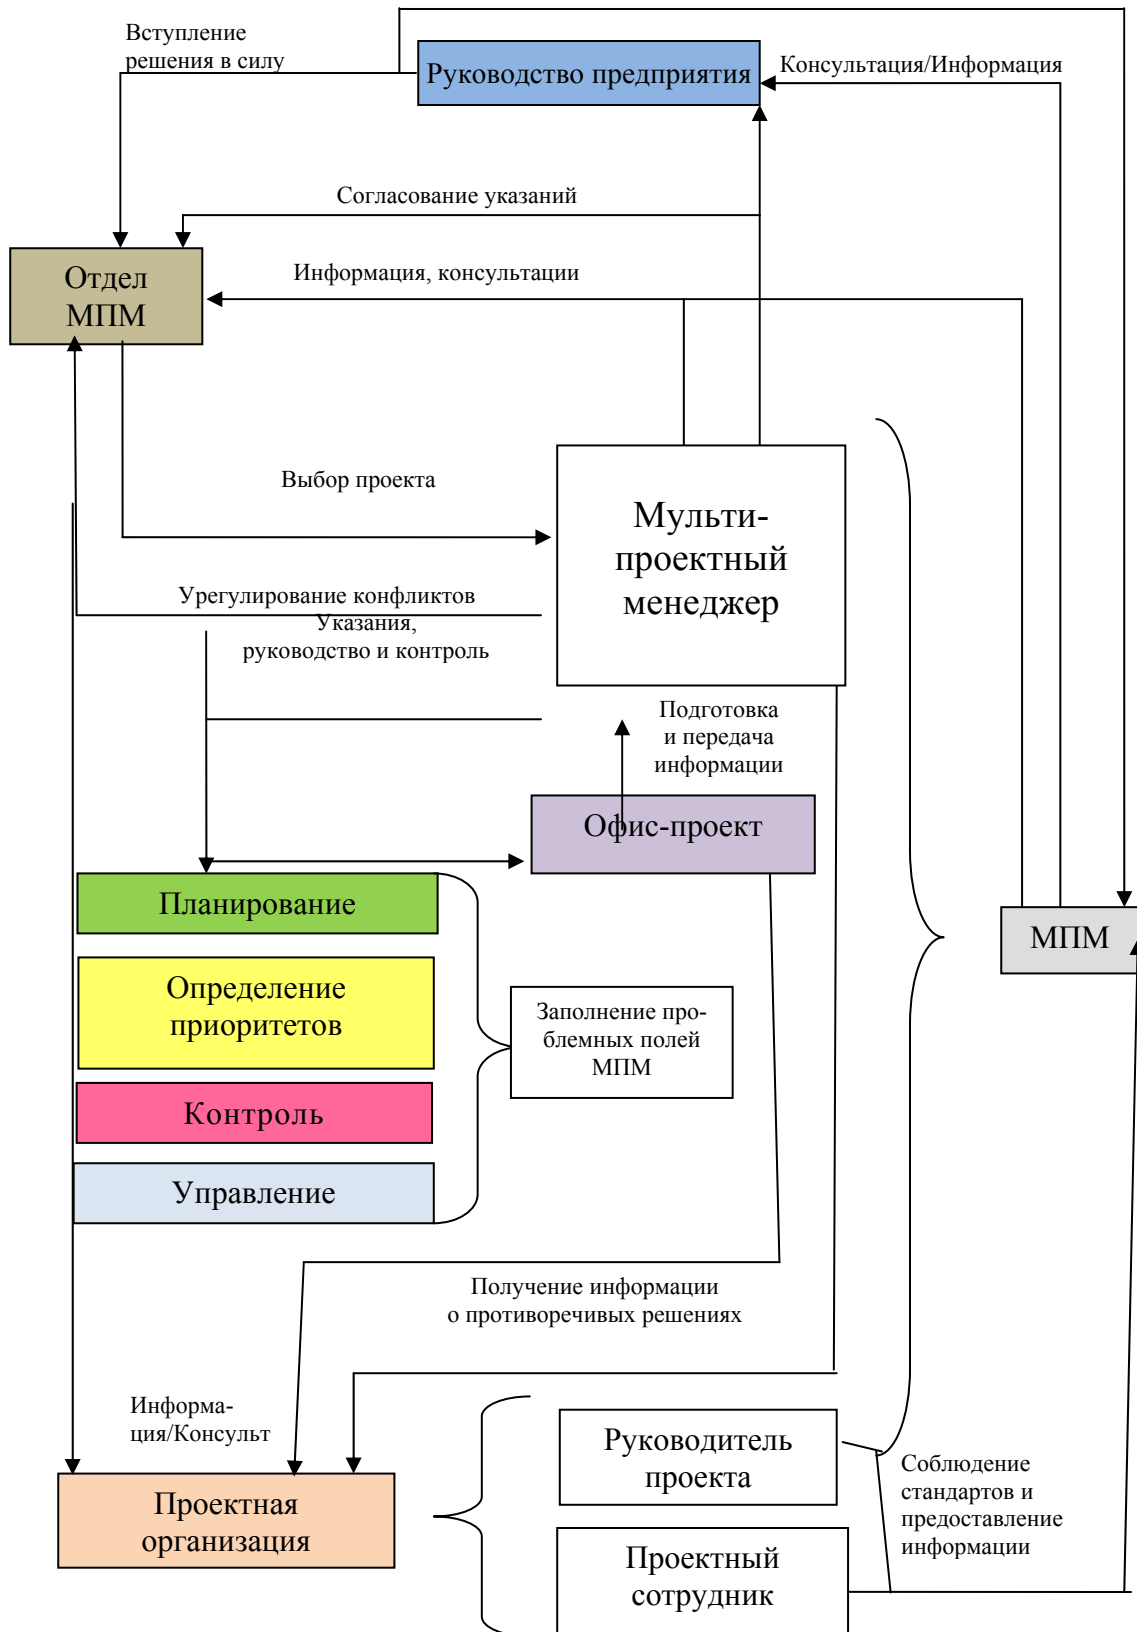 Вступление
решения в силу
Руководство предприятия
Консультация/Информация
Согласование указаний
Отдел
МПМ
Информация, консультации
Выбор проекта
Мульти-
проектный
менеджер
Урегулирование конфликтов
Указания,
руководство и контроль
Подготовка
и передача
информации
Офис-проект
Планирование
МПМ
Определение
приоритетов
Заполнение про-
блемных полей
МПМ
Контроль
Управление
Получение информации
о противоречивых решениях
Информа-
ция/Консульт
Руководитель
проекта
Соблюдение
стандартов и
предоставление
информации
Проектная
организация
Проектный
сотрудник